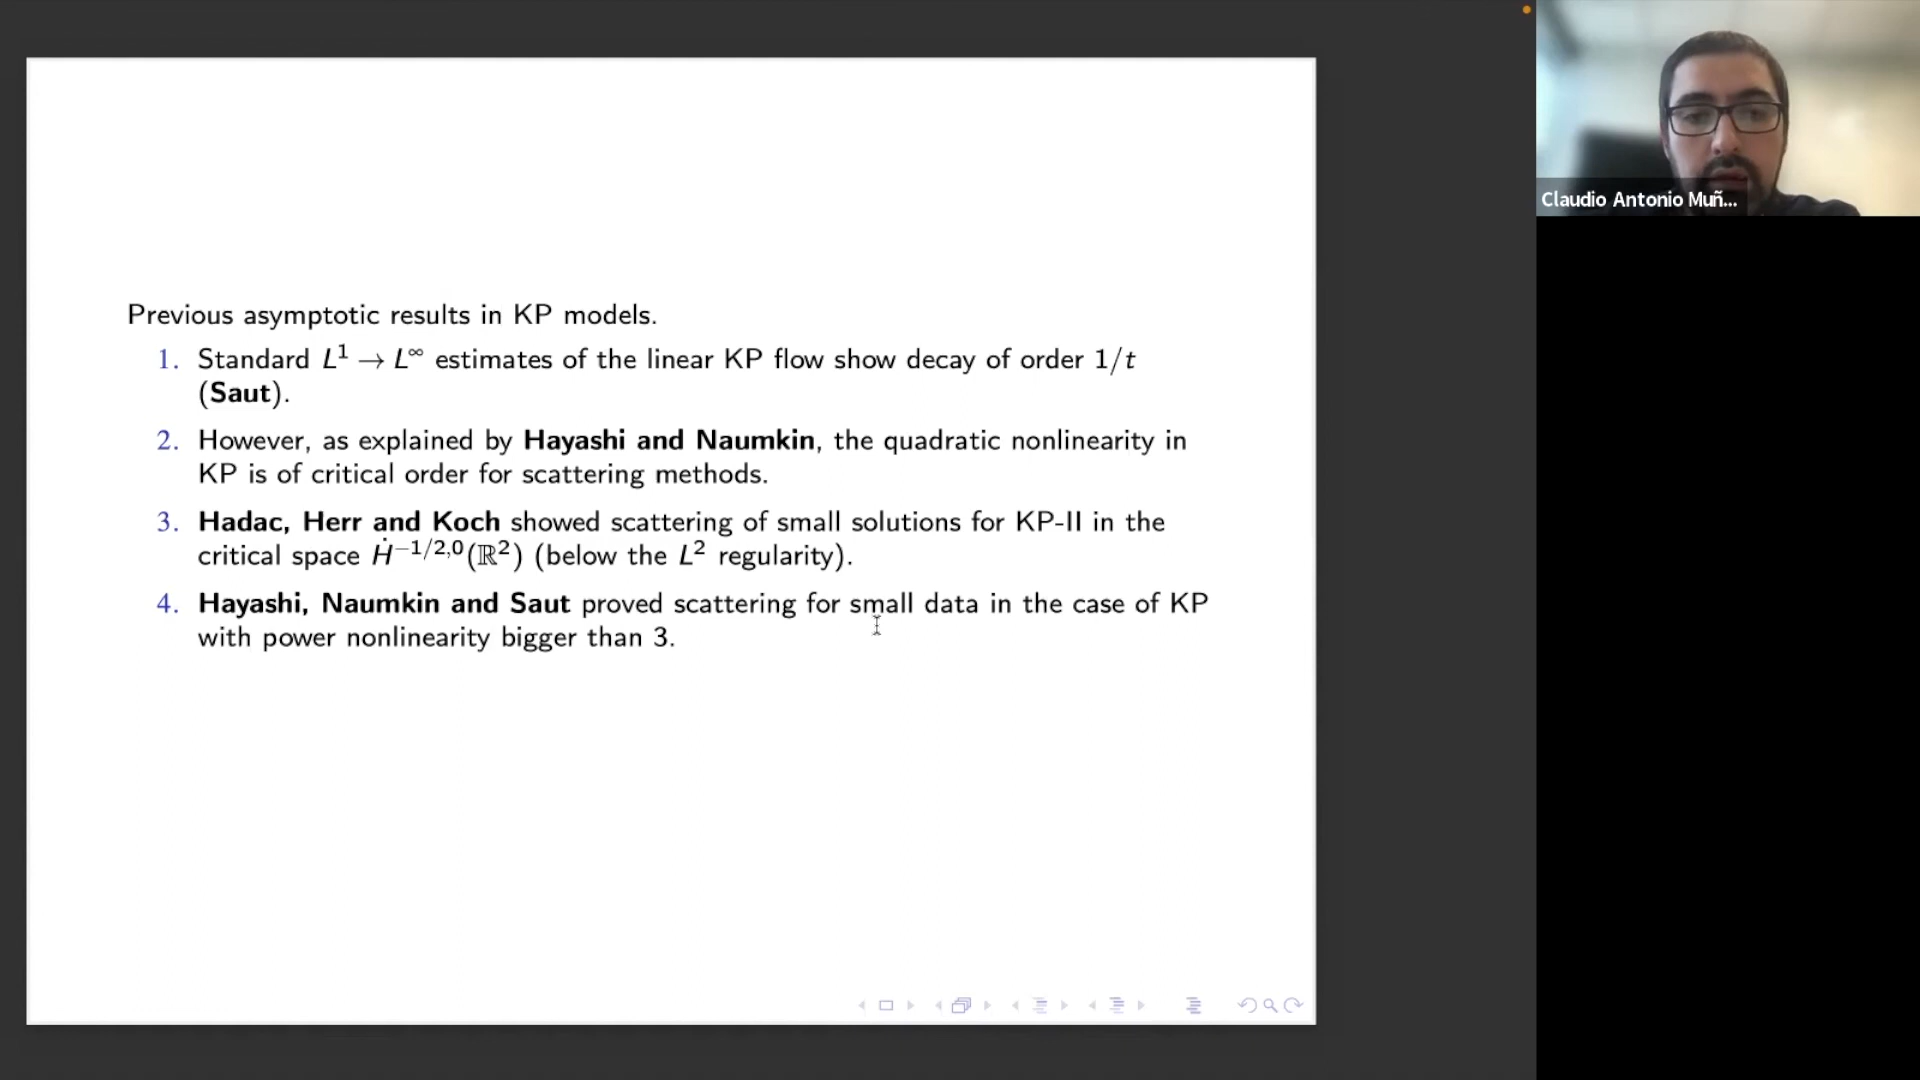 Previous asymptotic results in KP models.
1. Standard L¹ → L^∞ estimates of the linear KP flow show decay of order 1/t
(Saut).
2. However, as explained by Hayashi and Naumkin, the quadratic nonlinearity in
KP is of critical order for scattering methods.
3. Hadac, Herr and Koch showed scattering of small solutions for KP-II in the
critical space Ḣ^{−1/2,0}(ℝ²) (below the L² regularity).
4. Hayashi, Naumkin and Saut proved scattering for small data in the case of KP
with power nonlinearity bigger than 3.
Claudio Antonio Muñ...